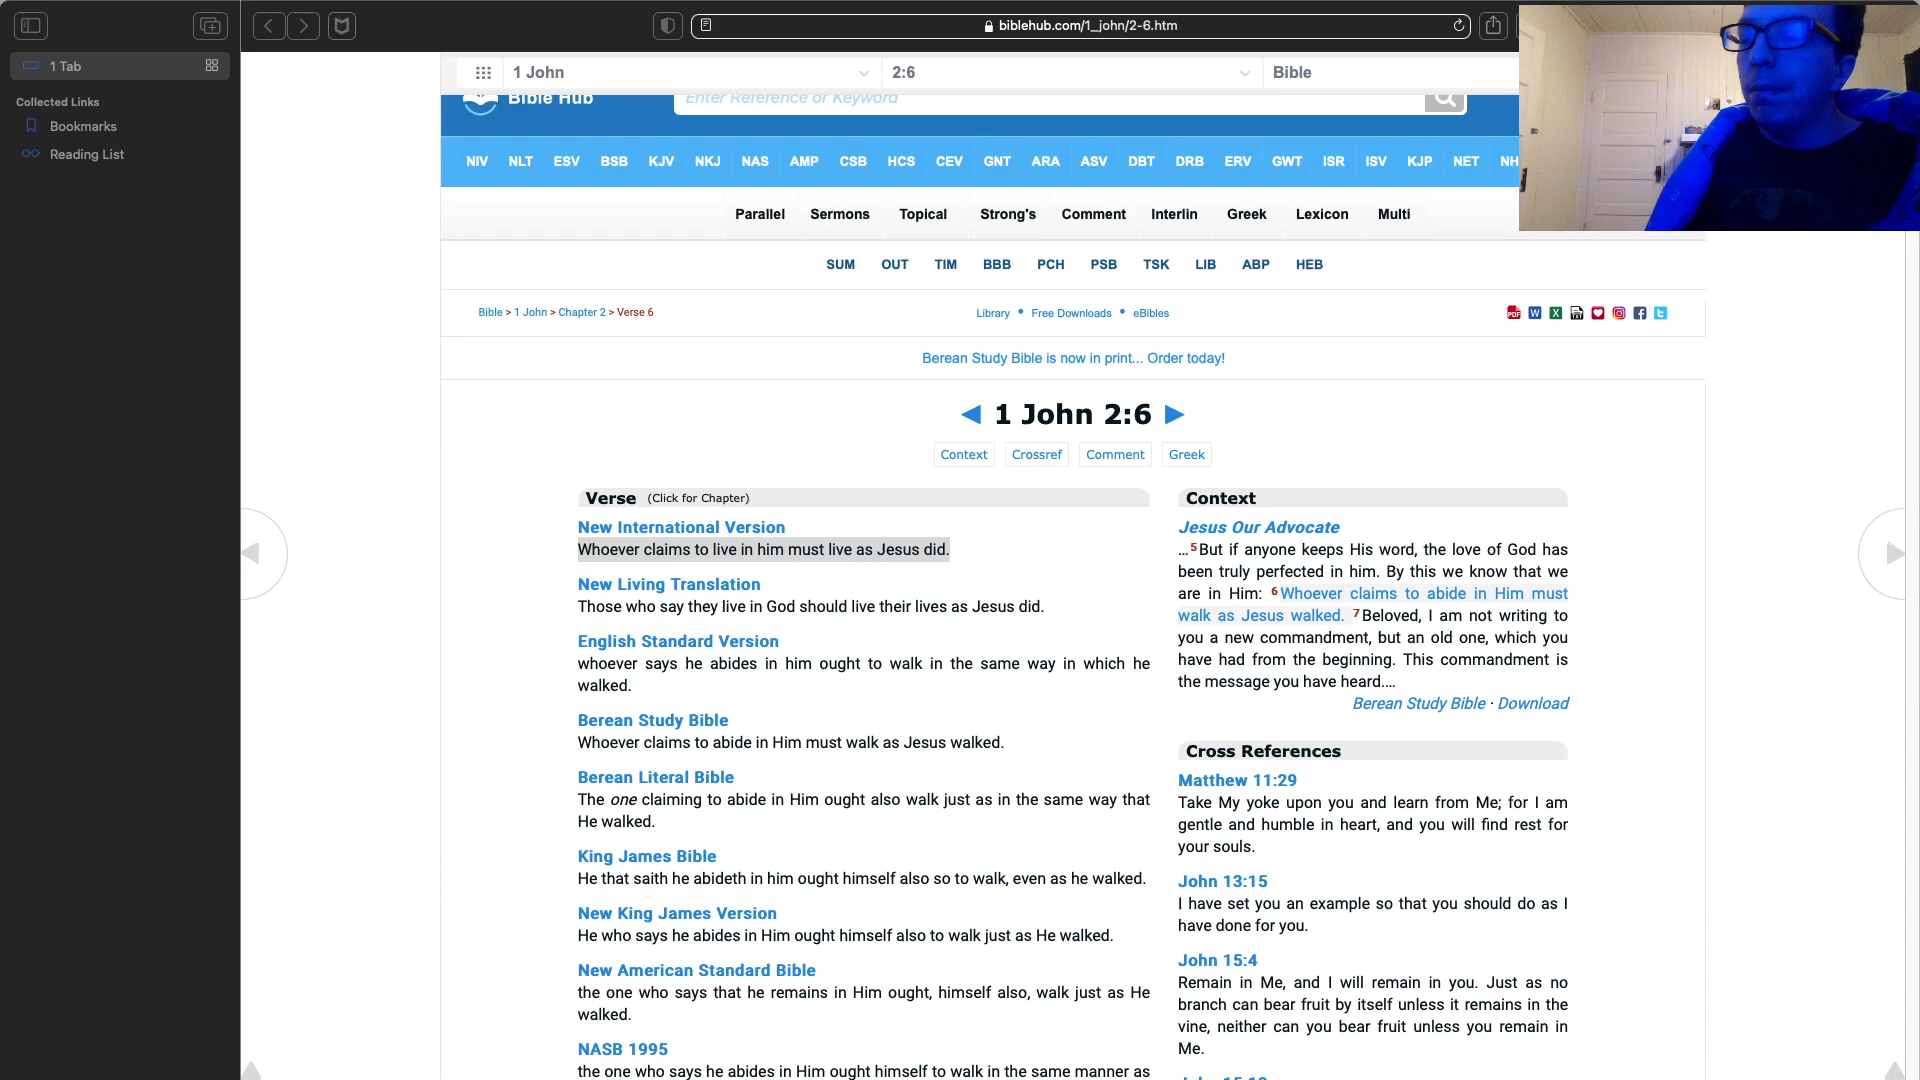 biblehub.com/1_john/2-6.htm
1 Tab
Collected Links
Bookmarks
Reading List
1 John 2:6 Bible
Bible Hub Enter Reference or Keyword
NIV NLT ESV BSB KJV NKJ NAS AMP CSB HCS CEV GNT ARA ASV DBT DRB ERV GWT ISR ISV KJP NET NH
Parallel Sermons Topical Strong's Comment Interlin Greek Lexicon Multi
SUM OUT TIM BBB PCH PSB TSK LIB ABP HEB
Bible > 1 John > Chapter 2 > Verse 6
Library • Free Downloads • eBibles
Berean Study Bible is now in print... Order today!
◄ 1 John 2:6 ►
Context Crossref Comment Greek
Verse (Click for Chapter)
New International Version
Whoever claims to live in him must live as Jesus did.
New Living Translation
Those who say they live in God should live their lives as Jesus did.
English Standard Version
whoever says he abides in him ought to walk in the same way in which he
walked.
Berean Study Bible
Whoever claims to abide in Him must walk as Jesus walked.
Berean Literal Bible
The one claiming to abide in Him ought also walk just as in the same way that
He walked.
King James Bible
He that saith he abideth in him ought himself also so to walk, even as he walked.
New King James Version
He who says he abides in Him ought himself also to walk just as He walked.
New American Standard Bible
the one who says that he remains in Him ought, himself also, walk just as He
walked.
NASB 1995
the one who says he abides in Him ought himself to walk in the same manner as
Context
Jesus Our Advocate
…5But if anyone keeps His word, the love of God has
been truly perfected in him. By this we know that we
are in Him: 6Whoever claims to abide in Him must
walk as Jesus walked. 7Beloved, I am not writing to
you a new commandment, but an old one, which you
have had from the beginning. This commandment is
the message you have heard.…
Berean Study Bible · Download
Cross References
Matthew 11:29
Take My yoke upon you and learn from Me; for I am
gentle and humble in heart, and you will find rest for
your souls.
John 13:15
I have set you an example so that you should do as I
have done for you.
John 15:4
Remain in Me, and I will remain in you. Just as no
branch can bear fruit by itself unless it remains in the
vine, neither can you bear fruit unless you remain in
Me.